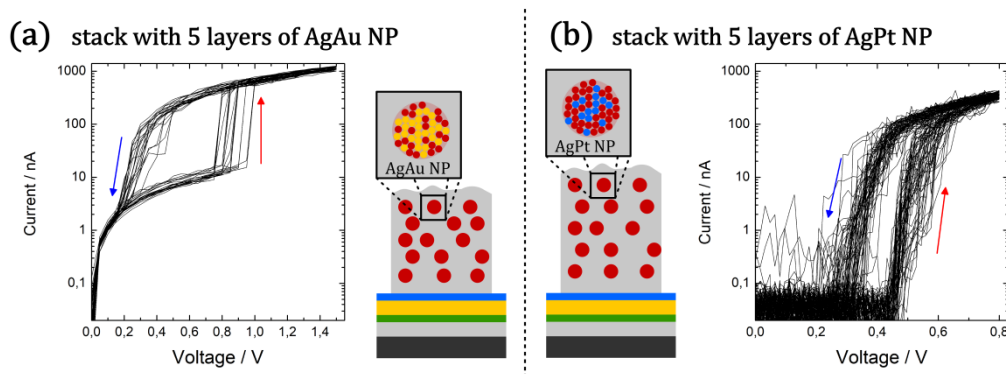 (a) stack with 5 layers of AgAu NP
1000
100
10
1
0,1
Current / nA
0,0 0,2 0,4 0,6 0,8 1,0 1,2 1,4
Voltage / V
AgAu NP
(b) stack with 5 layers of AgPt NP
AgPt NP
1000
100
10
1
0,1
Current / nA
0,0 0,2 0,4 0,6 0,8
Voltage / V